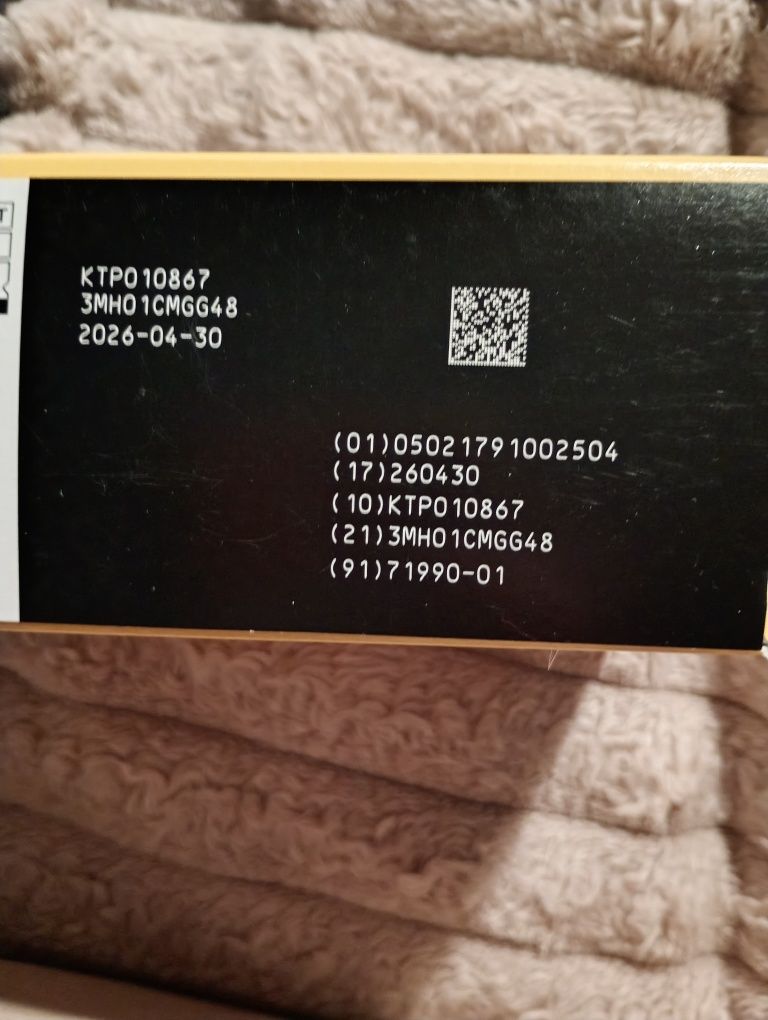 T
KTP010867
3MH01CMGG48
2026-04-30
(01)05021791002504
(17)260430
(10)KTP010867
(21)3MH01CMGG48
(91)71990-01